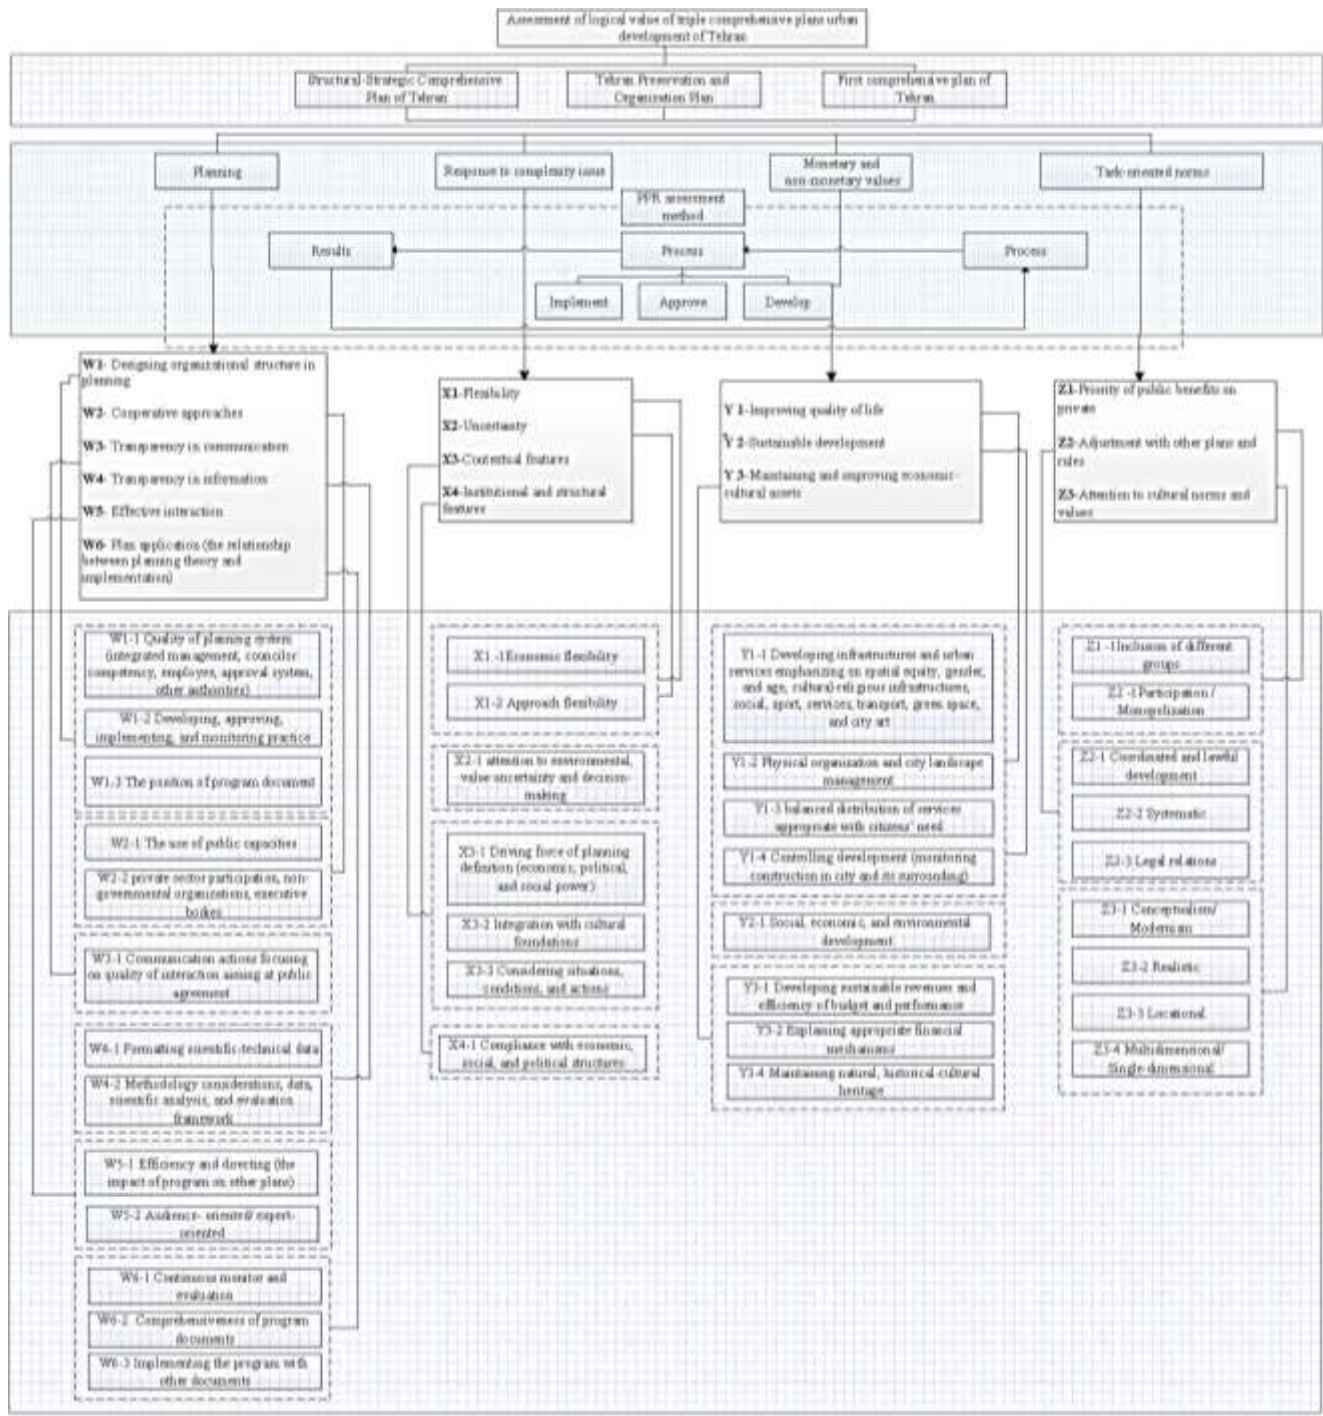 Assessment of logical value of triple comprehensive plans urban
development of Tehran
Structural-Strategic Comprehensive
Plan of Tehran
Tehran Preservation and
Organization Plan
First comprehensive plan of
Tehran
Planning
Response to complexity issue
Monetary and
non-monetary values
Task-oriented norms
PPR assessment
method
Results
Process
Process
Implement
Approve
Develop
W1- Designing organizational structure in
planning
W2- Cooperative approaches
W3- Transparency in communication
W4- Transparency in information
W5- Effective interaction
W6- Plan application (the relationship
between planning theory and
implementation)
X1-Flexibility
X2-Uncertainty
X3-Contextual features
X4-Institutional and structural
features
Y 1-Improving quality of life
Y 2-Sustainable development
Y 3-Maintaining and improving economic-
cultural assets
Z1-Priority of public benefits on
private
Z2-Adjustment with other plans and
rules
Z3-Attention to cultural norms and
values
W1-1 Quality of planning system
(integrated management, councilor
competency, employer, approval system,
other authorities)
W1-2 Developing, approving,
implementing, and monitoring practice
W1-3 The position of program document
W2-1 The use of public capacities
W2-2 private sector participation, non-
governmental organizations, executive
bodies
W3-1 Communication actions focusing
on quality of interaction aiming at public
agreement
W4-1 Formatting scientific-technical data
W4-2 Methodology considerations, data,
scientific analysis, and evaluation
framework
W5-1 Efficiency and directing (the
impact of program on other plans)
W5-2 Audience- oriented/ expert-
oriented
W6-1 Continuous monitor and
evaluation
W6-2 Comprehensiveness of program
documents
W6-3 Implementing the program with
other documents
X1 -1Economic flexibility
X1-2 Approach flexibility
X2-1 attention to environmental,
value uncertainty and decision-
making
X3-1 Driving force of planning
definition (economic, political,
and social power)
X3-2 Integration with cultural
foundations
X3-3 Considering situations,
conditions, and actions
X4-1 Compliance with economic,
social, and political structures
Y1-1 Developing infrastructures and urban
services emphasizing on spatial equity, gender,
and age, cultural-religious infrastructures,
social, sport, services, transport, green space,
and city art
Y1-2 Physical organization and city landscape
management
Y1-3 balanced distribution of services
appropriate with citizens' need
Y1-4 Controlling development (monitoring
construction in city and its surrounding)
Y2-1 Social, economic, and environmental
development
Y3-1 Developing sustainable revenues and
efficiency of budget and performance
Y3-2 Explaining appropriate financial
mechanisms
Y3-4 Maintaining natural, historical-cultural
heritage
Z1 -1Inclusion of different
groups
Z2 -1Participation /
Monopolization
Z2-1 Coordinated and lawful
development
Z2-2 Systematic
Z2-3 Legal relations
Z3-1 Conceptualism/
Modernism
Z3-2 Realistic
Z3-3 Locational
Z3-4 Multidimensional/
Single-dimensional